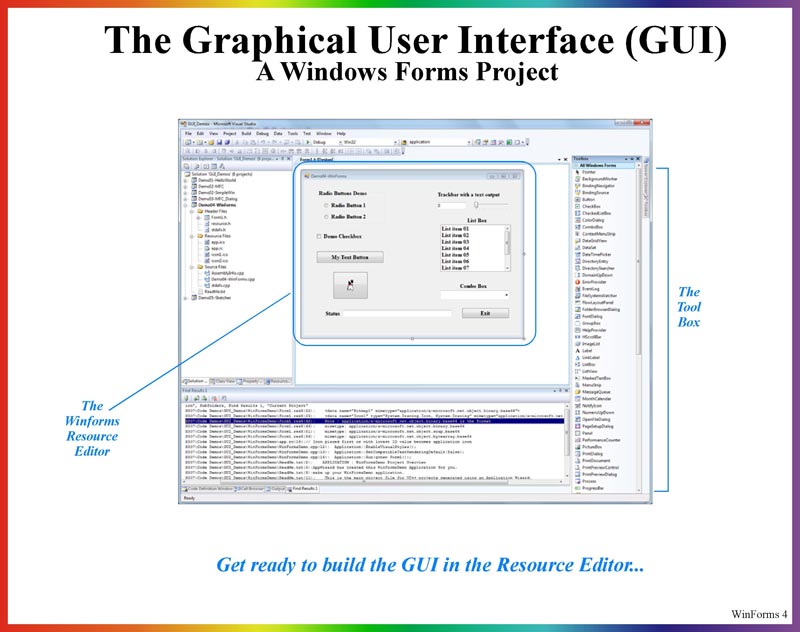 The Graphical User Interface (GUI)
A Windows Forms Project
GUI_Demos - Microsoft Visual Studio
File Edit View Project Build Debug Data Tools Test Window Help
Debug Win32 application
Solution Explorer
Form1.h [Design]
Toolbox
Solution 'GUI_Demos' (6 projects)
Demo01-HelloWorld
Demo02-MFC
Demo02-SimpleWin
Demo03-MFC_Dialog
Demo04-WinForms
Header Files
Form1.h
resource.h
stdafx.h
Resource Files
app.ico
app.rc
icon1.ico
icon2.ico
Source Files
AssemblyInfo.cpp
Demo04-WinForms.cpp
stdafx.cpp
ReadMe.txt
Demo05-Sketcher
Demo04-WinForms
Radio Buttons Demo
Radio Button 1
Radio Button 2
Demo Checkbox
My Text Button
Status
Trackbar with a text output
0
List Box
List item 01
List item 02
List item 03
List item 04
List item 05
List item 06
List item 07
Combo Box
Exit
All Windows Forms
Pointer
BackgroundWorker
BindingNavigator
BindingSource
Button
CheckBox
CheckedListBox
ColorDialog
ComboBox
ContextMenuStrip
DataGridView
DataSet
DateTimePicker
DirectoryEntry
DirectorySearcher
DomainUpDown
ErrorProvider
EventLog
FileSystemWatcher
FlowLayoutPanel
FolderBrowserDialog
FontDialog
GroupBox
HelpProvider
HScrollBar
ImageList
Label
LinkLabel
ListBox
ListView
MaskedTextBox
MenuStrip
MessageQueue
MonthCalendar
NotifyIcon
NumericUpDown
OpenFileDialog
PageSetupDialog
Panel
PerformanceCounter
PictureBox
PrintDialog
PrintDocument
PrintPreviewControl
PrintPreviewDialog
Process
ProgressBar
The
Tool
Box
The
Winforms
Resource
Editor
Find Results 1
Code Definition Window Call Browser Output Find Results 1
Ready
Get ready to build the GUI in the Resource Editor...
WinForms 4